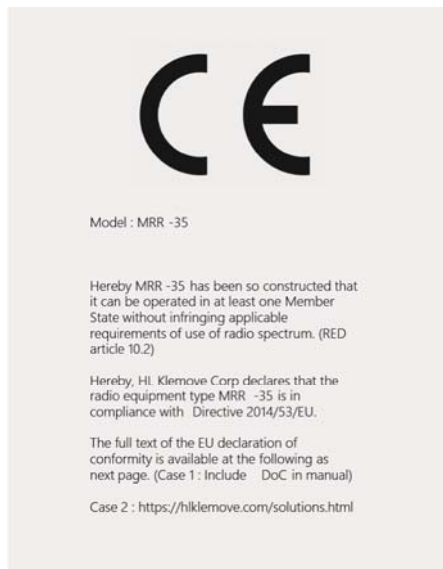 CE
Model : MRR -35
Hereby MRR -35 has been so constructed that
it can be operated in at least one Member
State without infringing applicable
requirements of use of radio spectrum. (RED
article 10.2)
Hereby, HL Klemove Corp declares that the
radio equipment type MRR -35 is in
compliance with Directive 2014/53/EU.
The full text of the EU declaration of
conformity is available at the following as
next page. (Case 1 : Include DoC in manual)
Case 2 : https://hlklemove.com/solutions.html